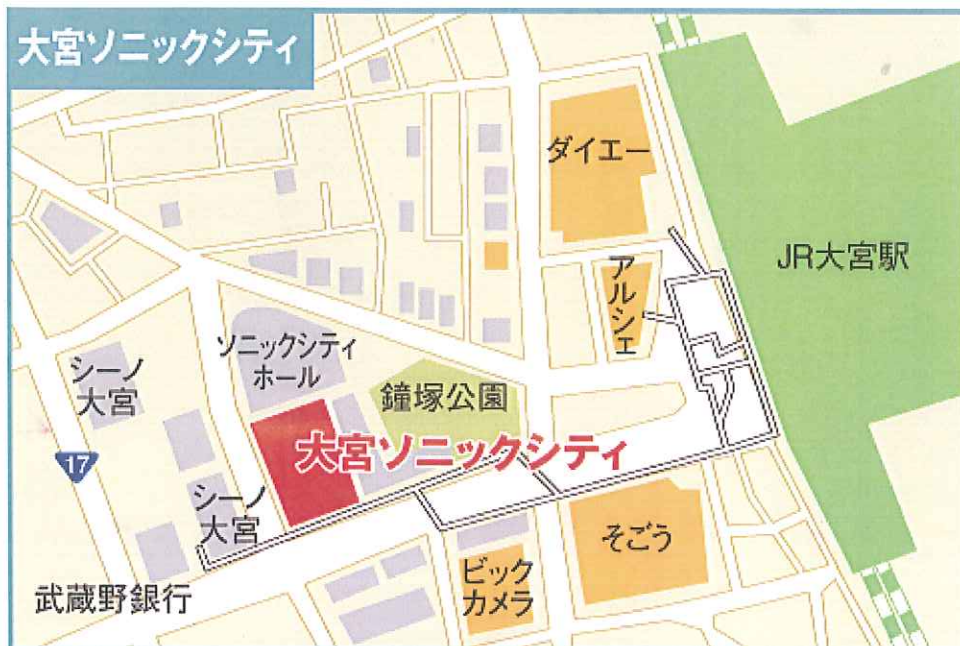 大宮ソニックシティ
ダイエー
JR大宮駅
アルシェ
ソニックシティ
ホール
シーノ
大宮
鐘塚公園
大宮ソニックシティ
17
シーノ
大宮
そごう
ビック
カメラ
武蔵野銀行